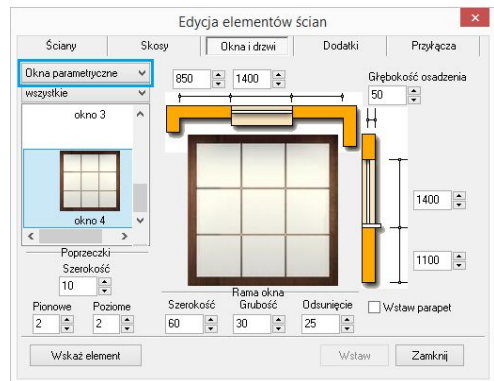 Edycja elementów ścian
×
Ściany Skosy Okna i drzwi Dodatki Przyłącza
Okna parametryczne
wszystkie
850 1400
Głębokość osadzenia
50
okno 3
okno 4
1400
1100
Poprzeczki
Szerokość
10
Pionowe Poziome
2 2
Rama okna
Szerokość Grubość Odsunięcie
60 30 25
Wstaw parapet
Wskaż element Wstaw Zamknij